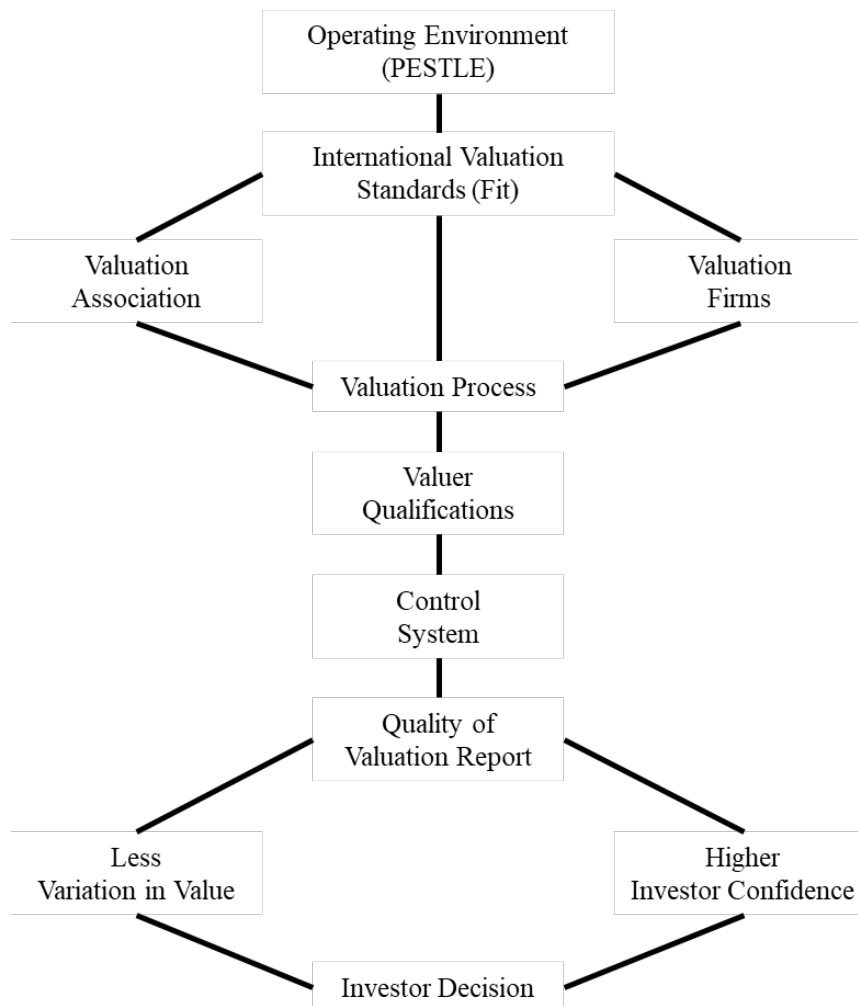 Operating Environment
(PESTLE)
International Valuation
Standards (Fit)
Valuation
Association
Valuation
Firms
Valuation Process
Valuer
Qualifications
Control
System
Quality of
Valuation Report
Less
Variation in Value
Higher
Investor Confidence
Investor Decision